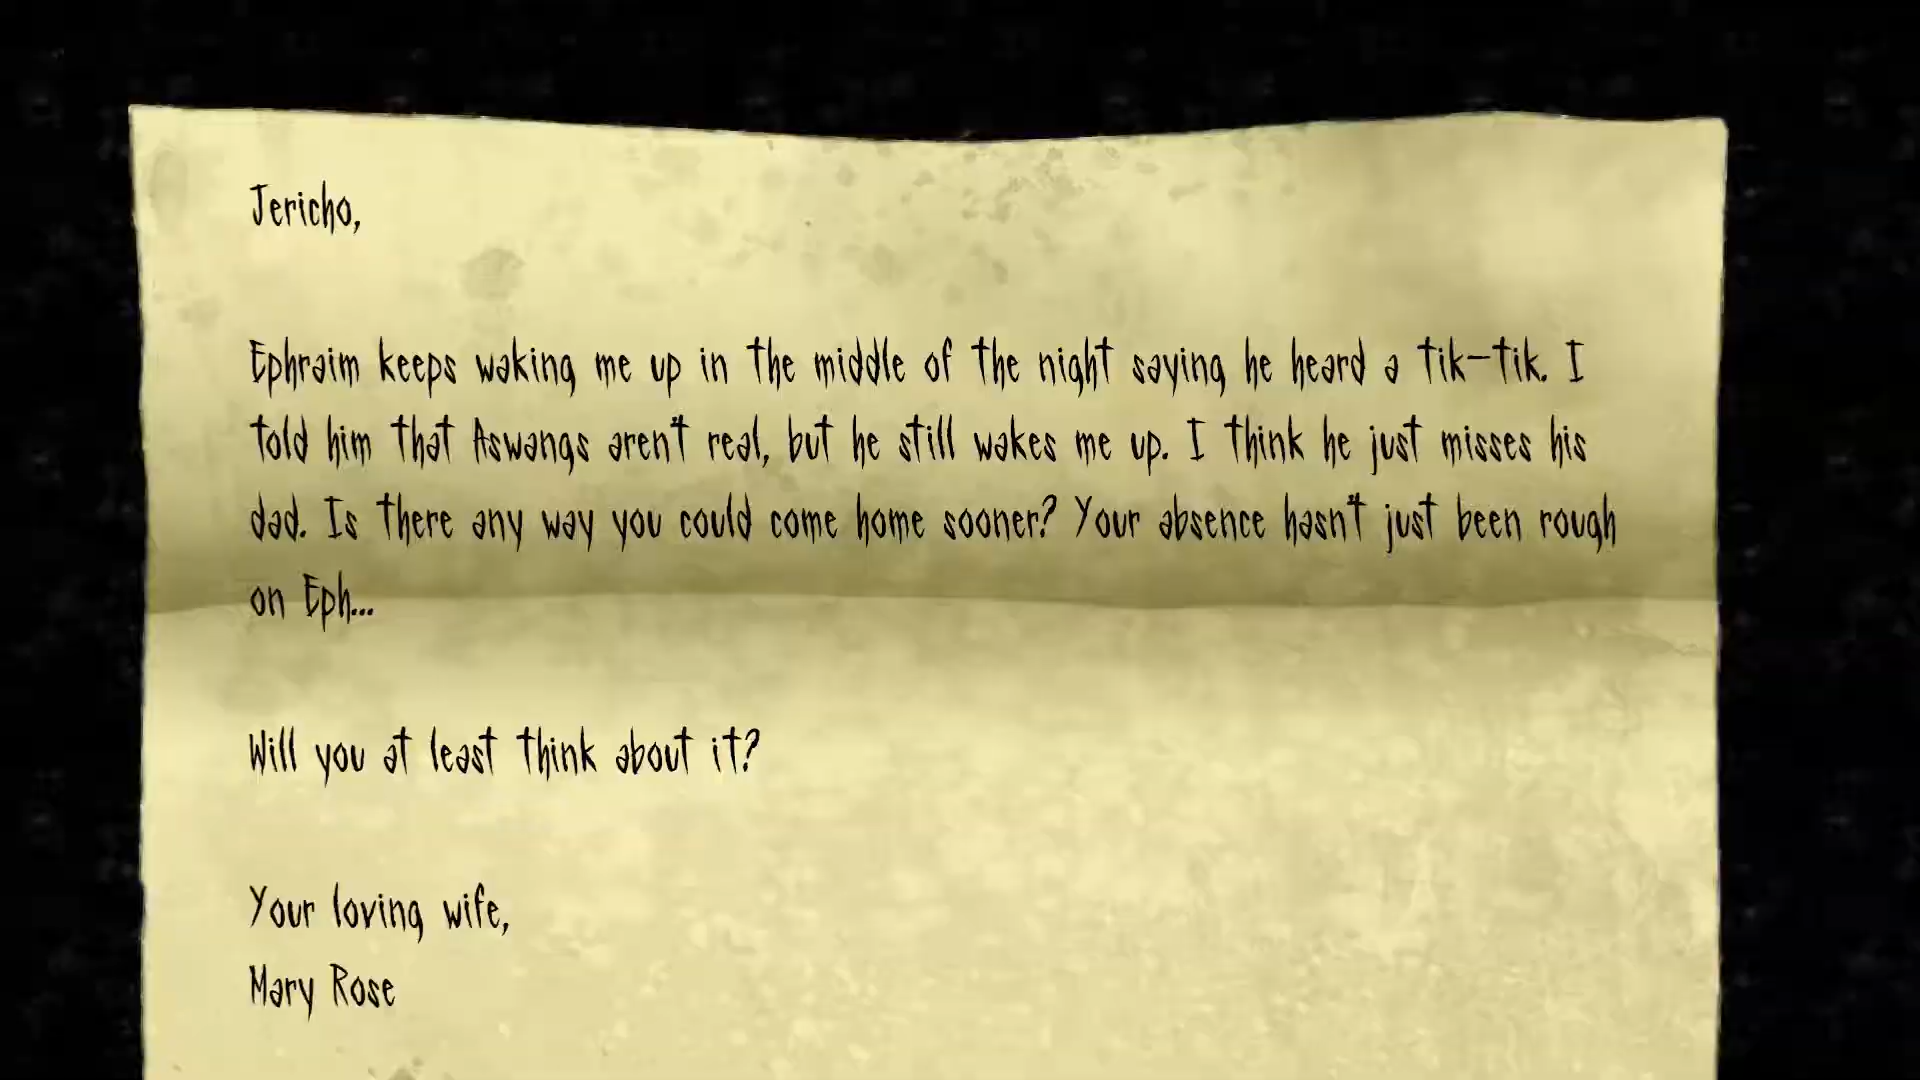 Jericho,
Ephraim keeps waking me up in the middle of the night saying he heard a tik-tik. I
told him that Aswangs aren't real, but he still wakes me up. I think he just misses his
dad. Is there any way you could come home sooner? Your absence hasn't just been rough
on Eph...
Will you at least think about it?
Your loving wife,
Mary Rose